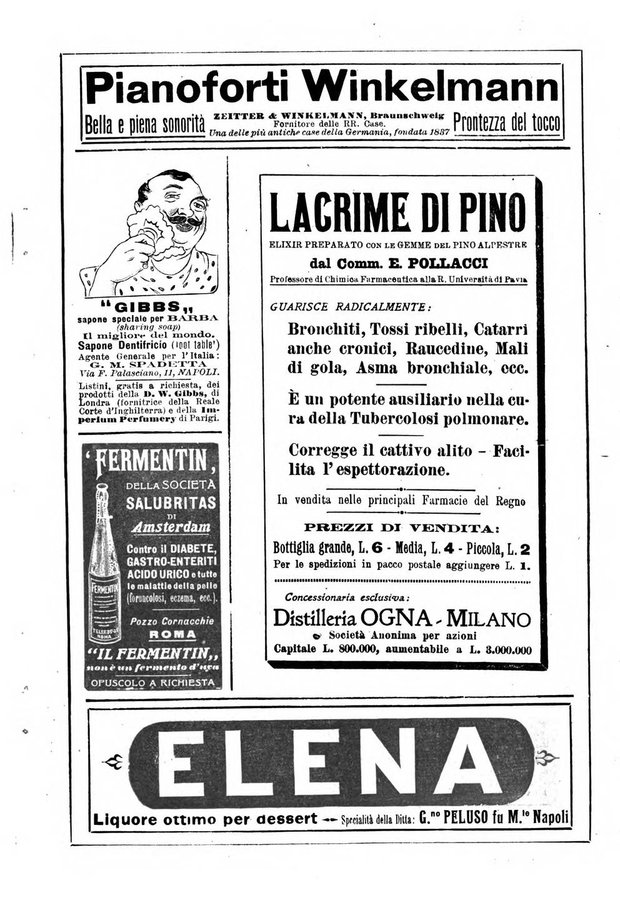 Pianoforti Winkelmann
Bella e piena sonorità
ZEITTER & WINKELMANN, Braunschweig
Fornitore delle RR. Case.
Una delle più antiche case della Germania, fondata 1837
Prontezza del tocco
"GIBBS„
sapone speciale per BARBA
(sharing soap)
Il migliore del mondo.
Sapone Dentifricio
Agente Generale per l'Italia:
G. M. SPADETTA
Via F. Palasciano, 11, NAPOLI.
Listini, gratis a richiesta, dei
prodotti della D. W. Gibbs, di
Londra (fornitrice della Reale
Corte d'Inghilterra) e della Im-
perium Perfumery di Parigi.
'FERMENTIN,
DELLA SOCIETÀ
SALUBRITAS
DI
Amsterdam
Contro il DIABETE,
GASTRO-ENTERITI
ACIDO URICO e tutte
le malattie della pelle
(foruncolosi, eczema, ecc.)
Pozzo Cornacchie
ROMA
"IL FERMENTIN„
non è un fermento d'uva
OPUSCOLO A RICHIESTA
FERMENTIN
ROMA
LACRIME DI PINO
ELIXIR PREPARATO CON LE GEMME DEL PINO ALPESTRE
dal Comm. E. POLLACCI
Professore di Chimica Farmaceutica alla R. Università di Pavia
GUARISCE RADICALMENTE:
Bronchiti, Tossi ribelli, Catarri
anche cronici, Raucedine, Mali
di gola, Asma bronchiale, ecc.
È un potente ausiliario nella cu-
ra della Tubercolosi polmonare.
Corregge il cattivo alito - Faci-
lita l'espettorazione.
In vendita nelle principali Farmacie del Regno
PREZZI DI VENDITA:
Bottiglia grande, L. 6 - Media, L. 4 - Piccola, L. 2
Per le spedizioni in pacco postale aggiungere L. 1.
Concessionaria esclusiva:
Distilleria OGNA - MILANO
Società Anonima per azioni
Capitale L. 800.000, aumentabile a L. 3.000.000
ELENA
Liquore ottimo per dessert — Specialità della Ditta: G.no PELUSO fu M.le Napoli